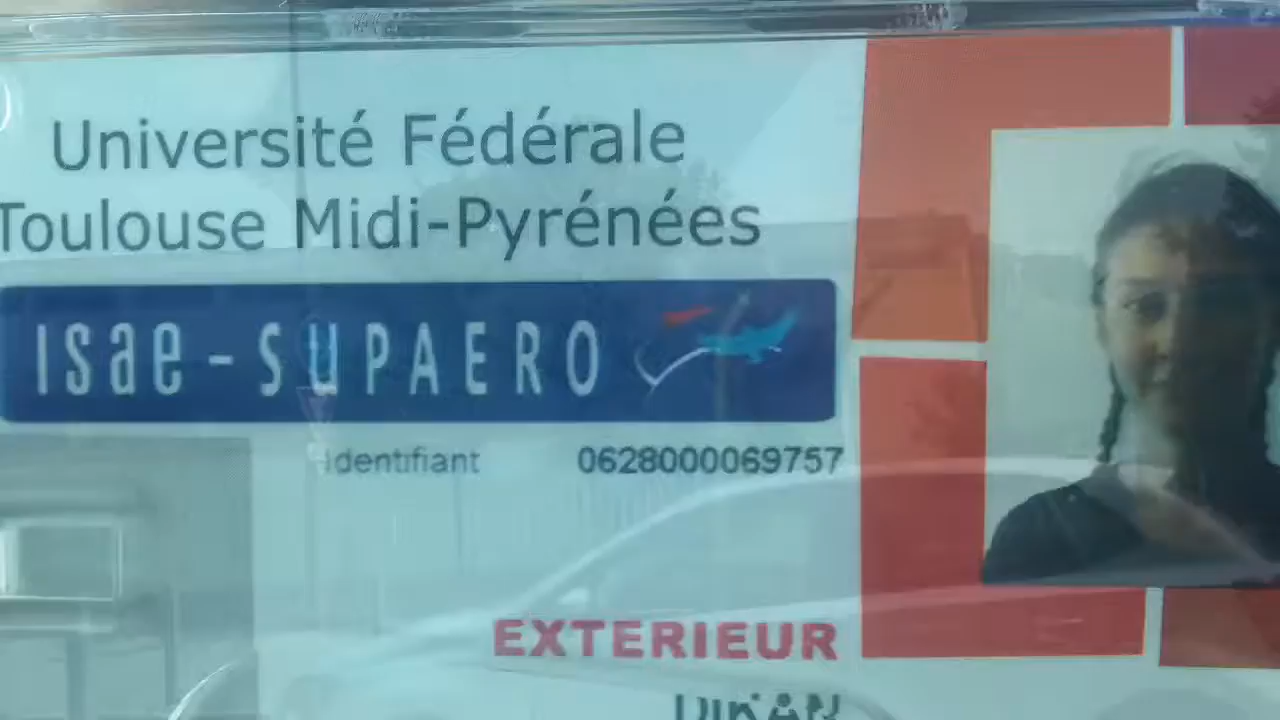 Université Fédérale
Toulouse Midi-Pyrénées
ISAE-SUPAERO
Identifiant 0628000069757
EXTERIEUR